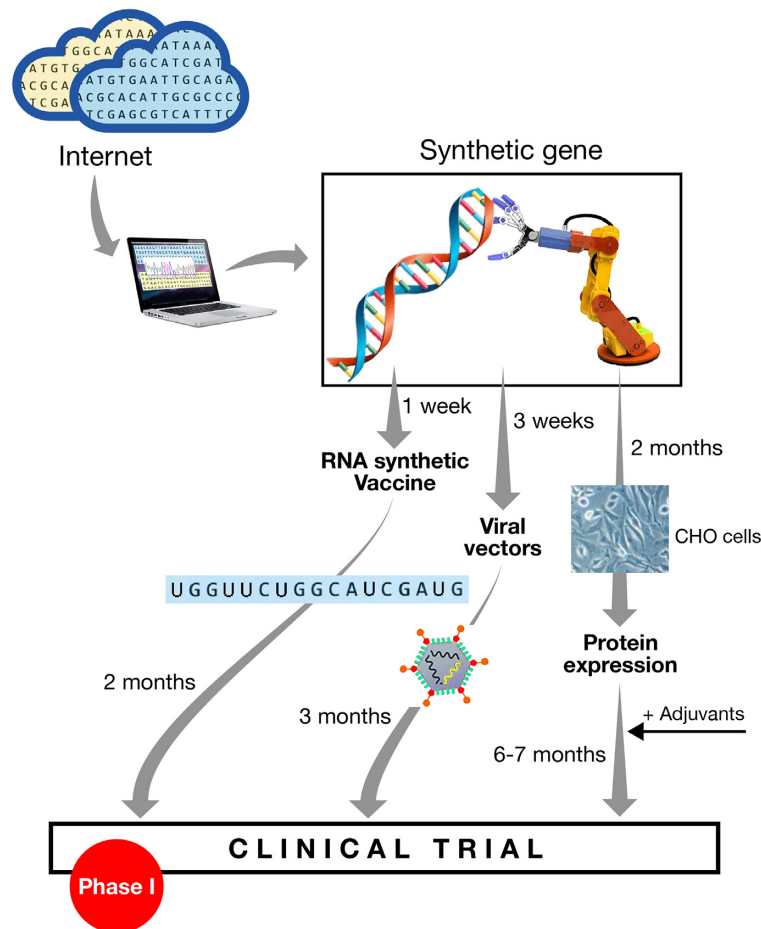 A T A A A
T G G C A
A T G T G
A C G C A
T C G A
A T A A A C
T G G C A T C G A T
A T G T G A A T T G C A G A
A C G C A C A T T G C G C C C C
T C G A G C G T C A T T T C
Internet
Synthetic gene
1 week
3 weeks
2 months
RNA synthetic
Vaccine
Viral
vectors
CHO cells
U G G U U C U G G C A U C G A U G
Protein
expression
2 months
3 months
+ Adjuvants
6-7 months
CLINICAL TRIAL
Phase I